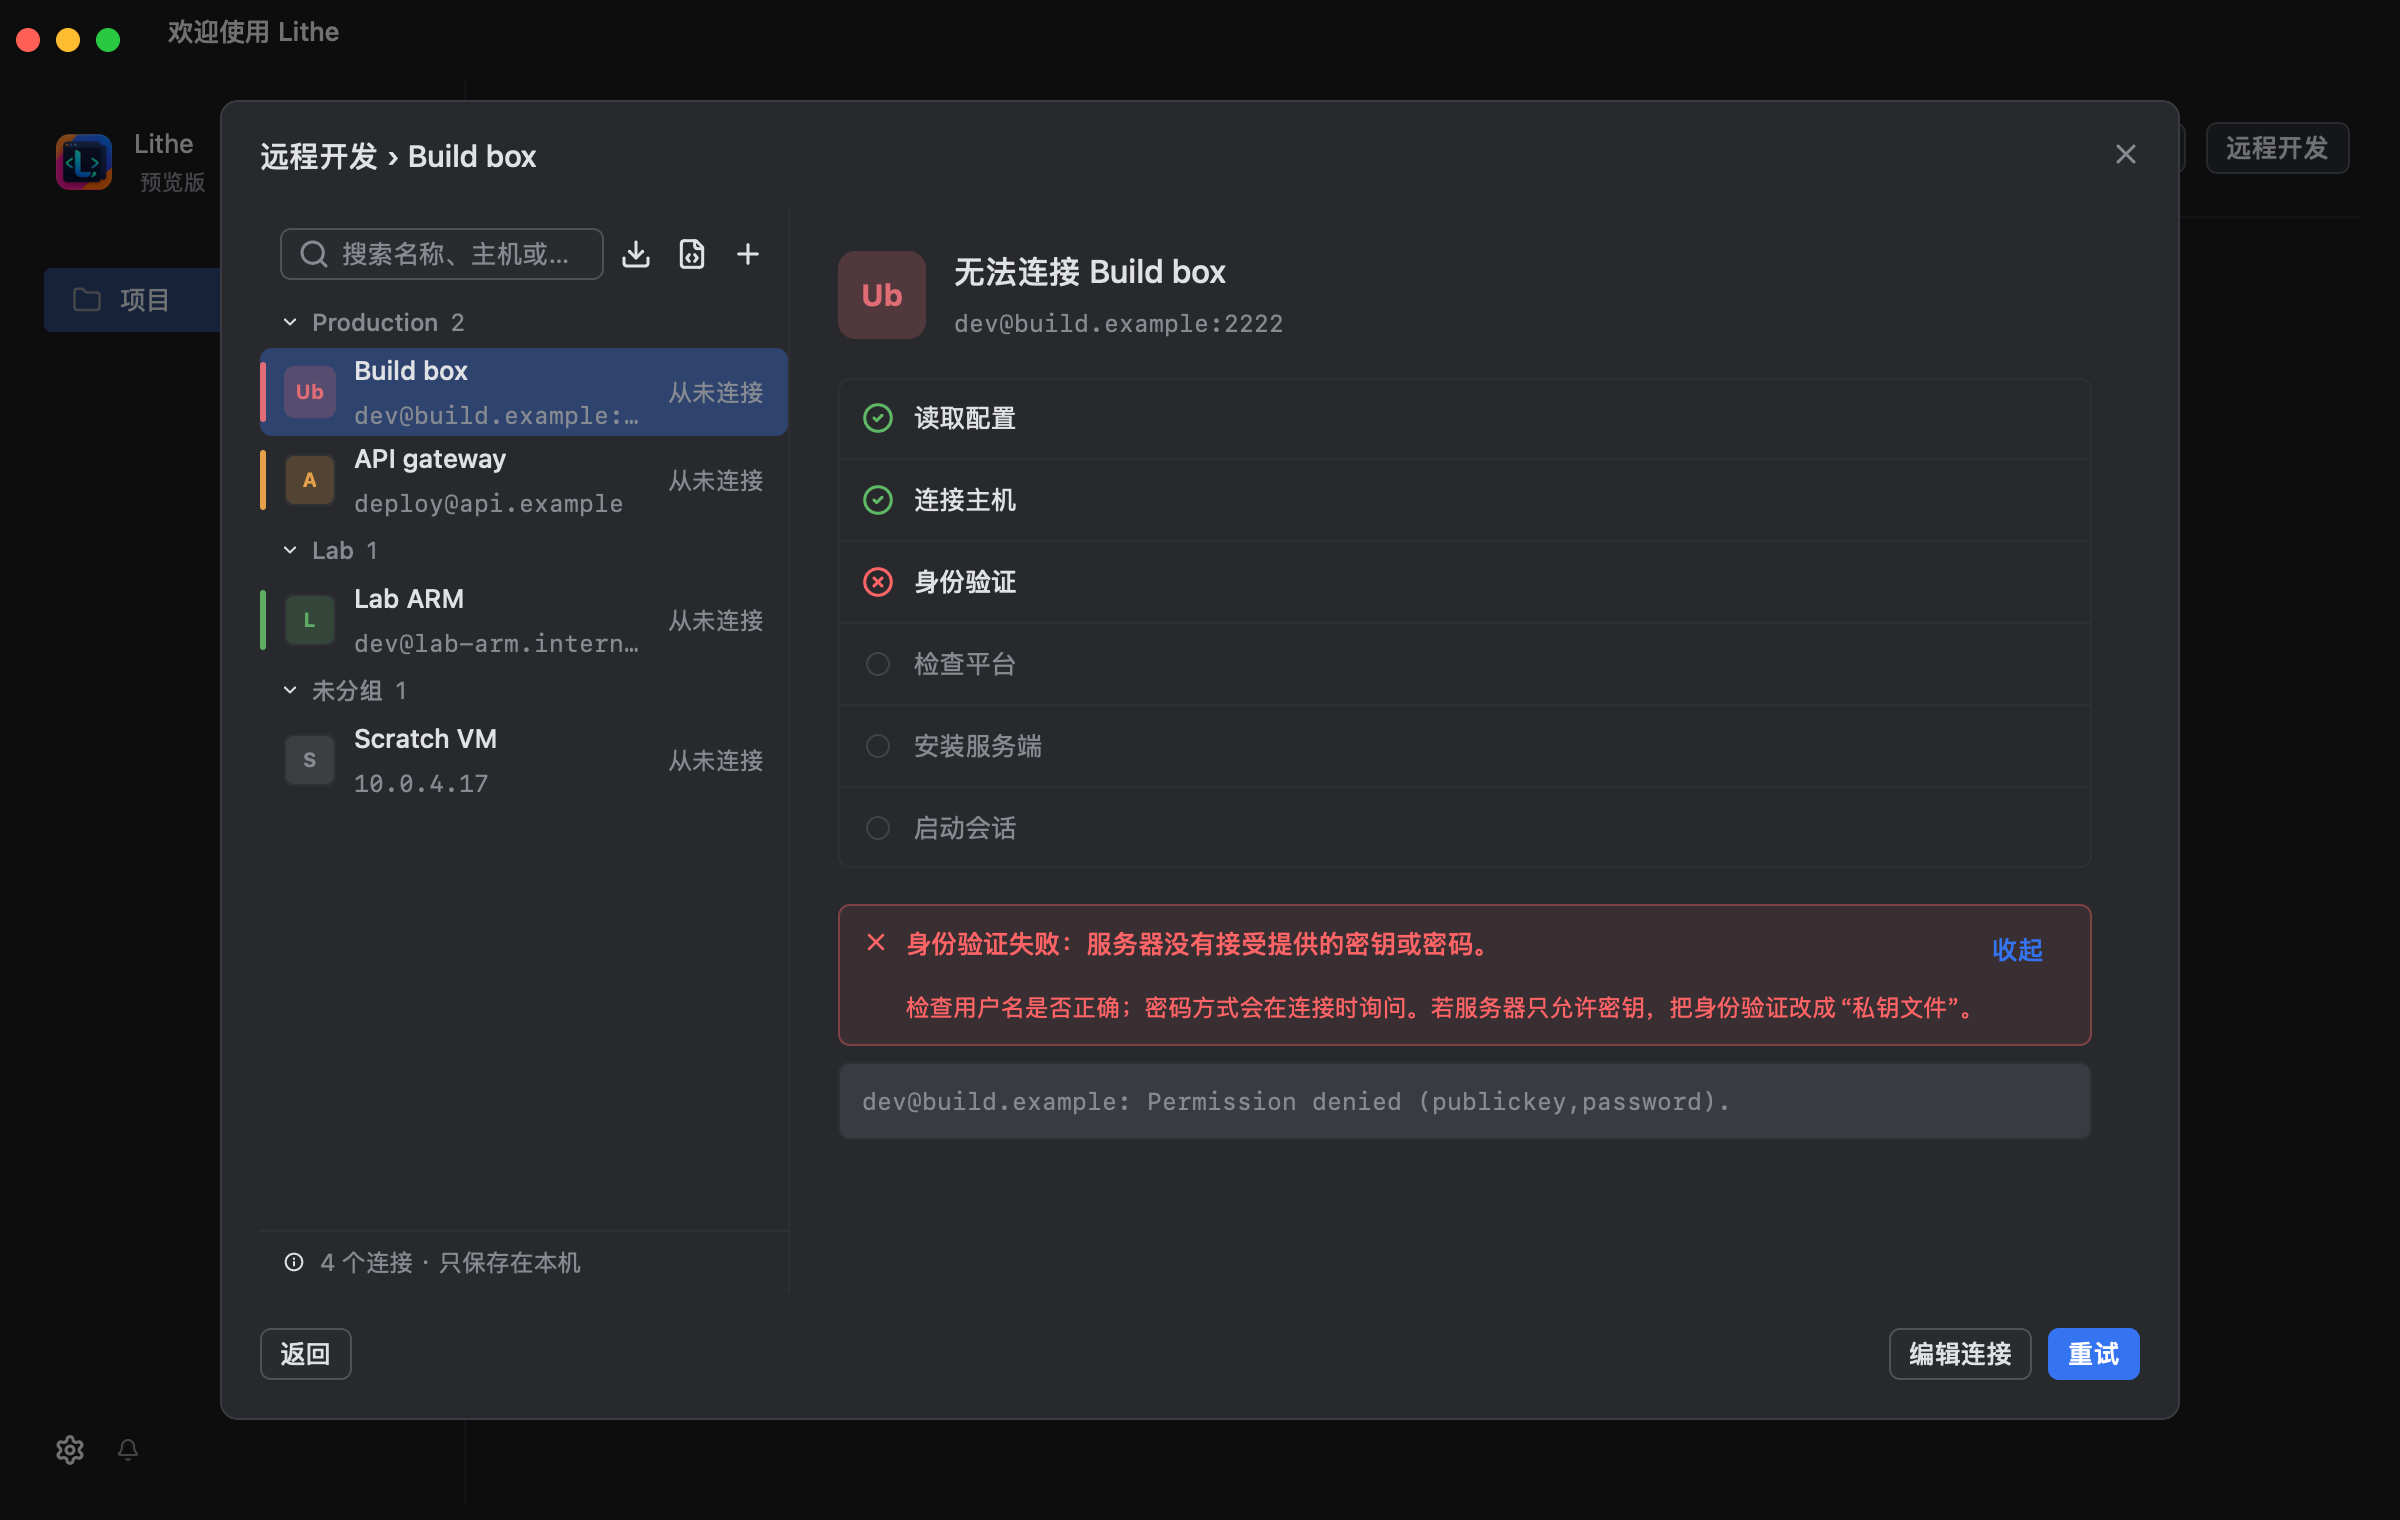 欢迎使用 Lithe
Lithe
预览版
远程开发
项目
远程开发 › Build box
搜索名称、主机或...
Production 2
Ub
Build box
dev@build.example:…
从未连接
A
API gateway
deploy@api.example
从未连接
Lab 1
L
Lab ARM
dev@lab-arm.intern…
从未连接
未分组 1
S
Scratch VM
10.0.4.17
从未连接
4 个连接 · 只保存在本机
Ub
无法连接 Build box
dev@build.example:2222
读取配置
连接主机
身份验证
检查平台
安装服务端
启动会话
身份验证失败：服务器没有接受提供的密钥或密码。
收起
检查用户名是否正确；密码方式会在连接时询问。若服务器只允许密钥，把身份验证改成“私钥文件”。
dev@build.example: Permission denied (publickey,password).
返回
编辑连接
重试